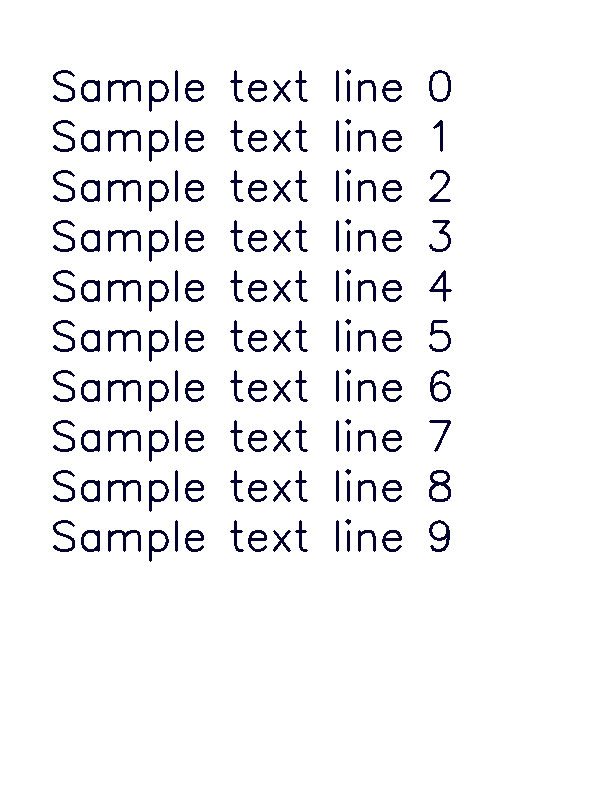 Sample text line 0
Sample text line 1
Sample text line 2
Sample text line 3
Sample text line 4
Sample text line 5
Sample text line 6
Sample text line 7
Sample text line 8
Sample text line 9